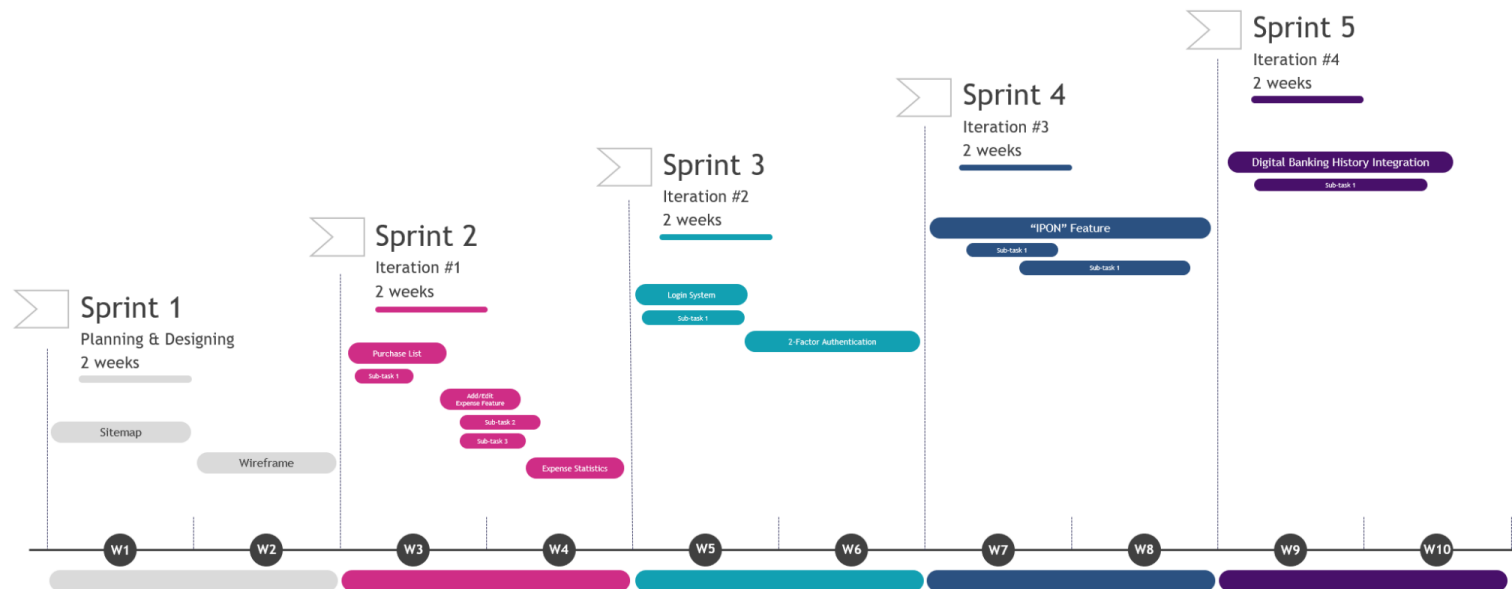 Sprint 1
Planning & Designing
2 weeks
Sitemap
Wireframe
Sprint 2
Iteration #1
2 weeks
Purchase List
Sub-task 1
Add/Edit
Expense Feature
Sub-task 2
Sub-task 3
Expense Statistics
Sprint 3
Iteration #2
2 weeks
Login System
Sub-task 1
2-Factor Authentication
Sprint 4
Iteration #3
2 weeks
“IPON” Feature
Sub-task 1
Sub-task 1
Sprint 5
Iteration #4
2 weeks
Digital Banking History Integration
Sub-task 1
W1
W2
W3
W4
W5
W6
W7
W8
W9
W10